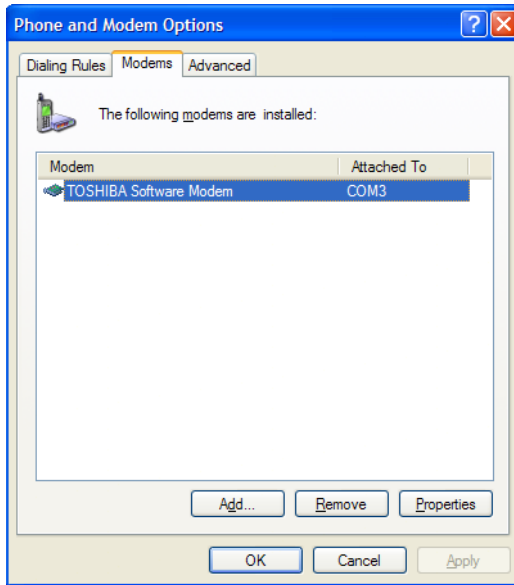 Phone and Modem Options
Dialing Rules Modems Advanced
The following modems are installed:
Modem Attached To
TOSHIBA Software Modem COM3
Add... Remove Properties
OK Cancel Apply